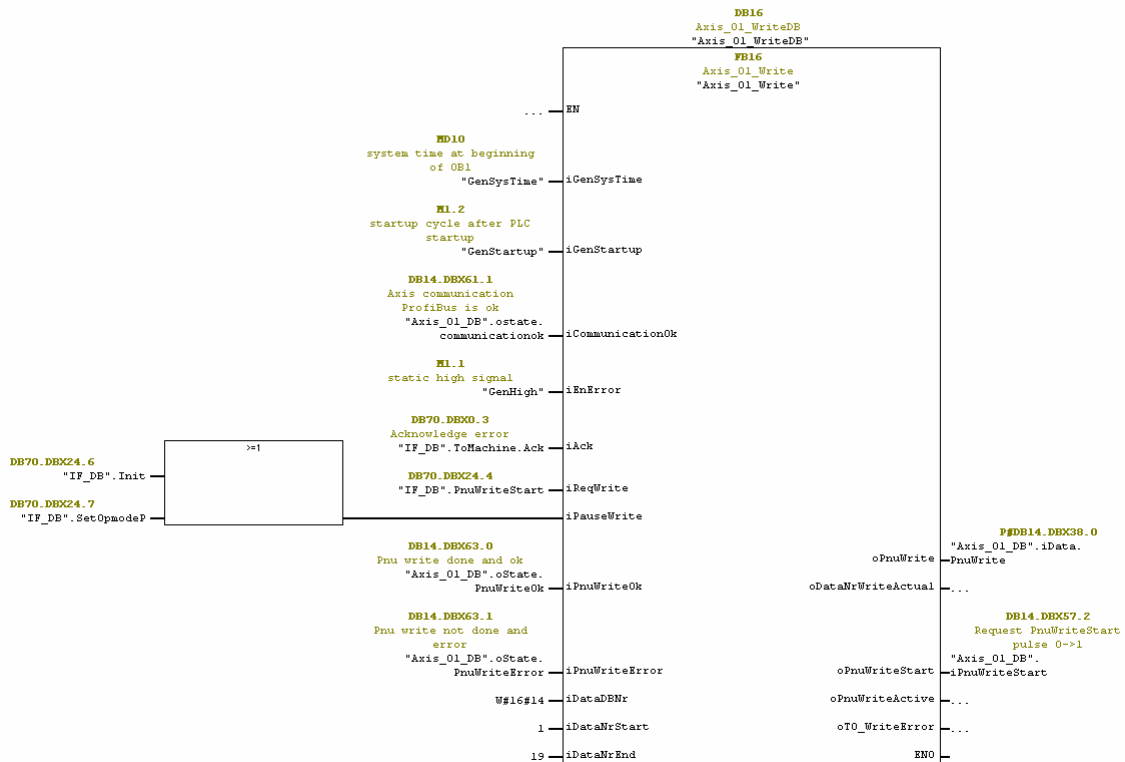 DB16
Axis_01_WriteDB
"Axis_01_WriteDB"
FB16
Axis_01_Write
"Axis_01_Write"
... EN
MD10
system time at beginning
of OB1
"GenSysTime" iGenSysTime
M1.2
startup cycle after PLC
startup
"GenStartup" iGenStartup
DB14.DBX61.1
Axis communication
ProfiBus is ok
"Axis_01_DB".ostate.
communicationok iCommunicationOk
M1.1
static high signal
"GenHigh" iEnError
DB70.DBX0.3
Acknowledge error
"IF_DB".ToMachine.Ack iAck
>=1
DB70.DBX24.6
"IF_DB".Init
DB70.DBX24.4
"IF_DB".PnuWriteStart iReqWrite
DB70.DBX24.7
"IF_DB".SetOpmodeP iPauseWrite
DB14.DBX63.0
Pnu write done and ok
"Axis_01_DB".oState.
PnuWriteOk iPnuWriteOk
P#DB14.DBX38.0
"Axis_01_DB".iData.
oPnuWrite PnuWrite
oDataNrWriteActual ...
DB14.DBX63.1
Pnu write not done and
error
"Axis_01_DB".oState.
PnuWriteError iPnuWriteError
DB14.DBX57.2
Request PnuWriteStart
pulse 0->1
"Axis_01_DB".
oPnuWriteStart iPnuWriteStart
W#16#14 iDataDBNr oPnuWriteActive ...
1 iDataNrStart oTO_WriteError ...
19 iDataNrEnd ENO